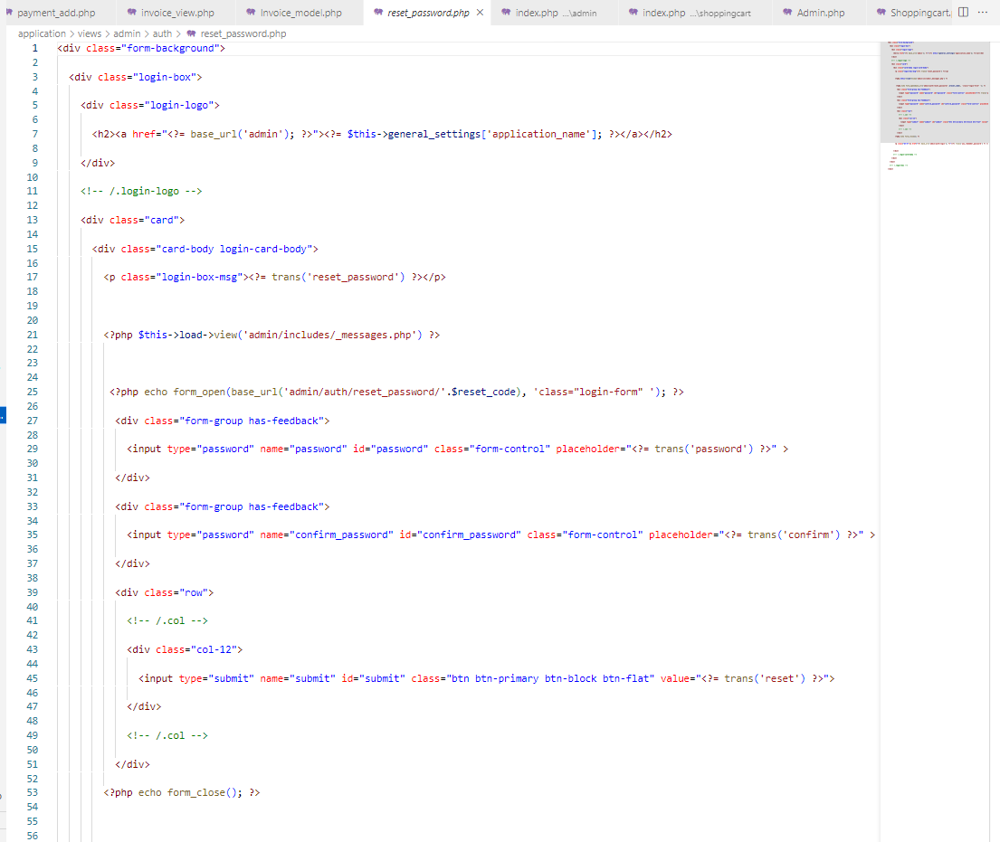 payment_add.php invoice_view.php Invoice_model.php reset_password.php × index.php ...\admin index.php ...\shoppingcart Admin.php Shoppingcart. ···
application > views > admin > auth > reset_password.php
1 <div class="form-background">
2
3 <div class="login-box">
4
5 <div class="login-logo">
6
7 <h2><a href="<?= base_url('admin'); ?>"><?= $this->general_settings['application_name']; ?></a></h2>
8
9 </div>
10
11 <!-- /.login-logo -->
12
13 <div class="card">
14
15 <div class="card-body login-card-body">
16
17 <p class="login-box-msg"><?= trans('reset_password') ?></p>
18
19
20
21 <?php $this->load->view('admin/includes/_messages.php') ?>
22
23
24
25 <?php echo form_open(base_url('admin/auth/reset_password/'.$reset_code), 'class="login-form" '); ?>
26
27 <div class="form-group has-feedback">
28
29 <input type="password" name="password" id="password" class="form-control" placeholder="<?= trans('password') ?>" >
30
31 </div>
32
33 <div class="form-group has-feedback">
34
35 <input type="password" name="confirm_password" id="confirm_password" class="form-control" placeholder="<?= trans('confirm') ?>" >
36
37 </div>
38
39 <div class="row">
40
41 <!-- /.col -->
42
43 <div class="col-12">
44
45 <input type="submit" name="submit" id="submit" class="btn btn-primary btn-block btn-flat" value="<?= trans('reset') ?>">
46
47 </div>
48
49 <!-- /.col -->
50
51 </div>
52
53 <?php echo form_close(); ?>
54
55
56